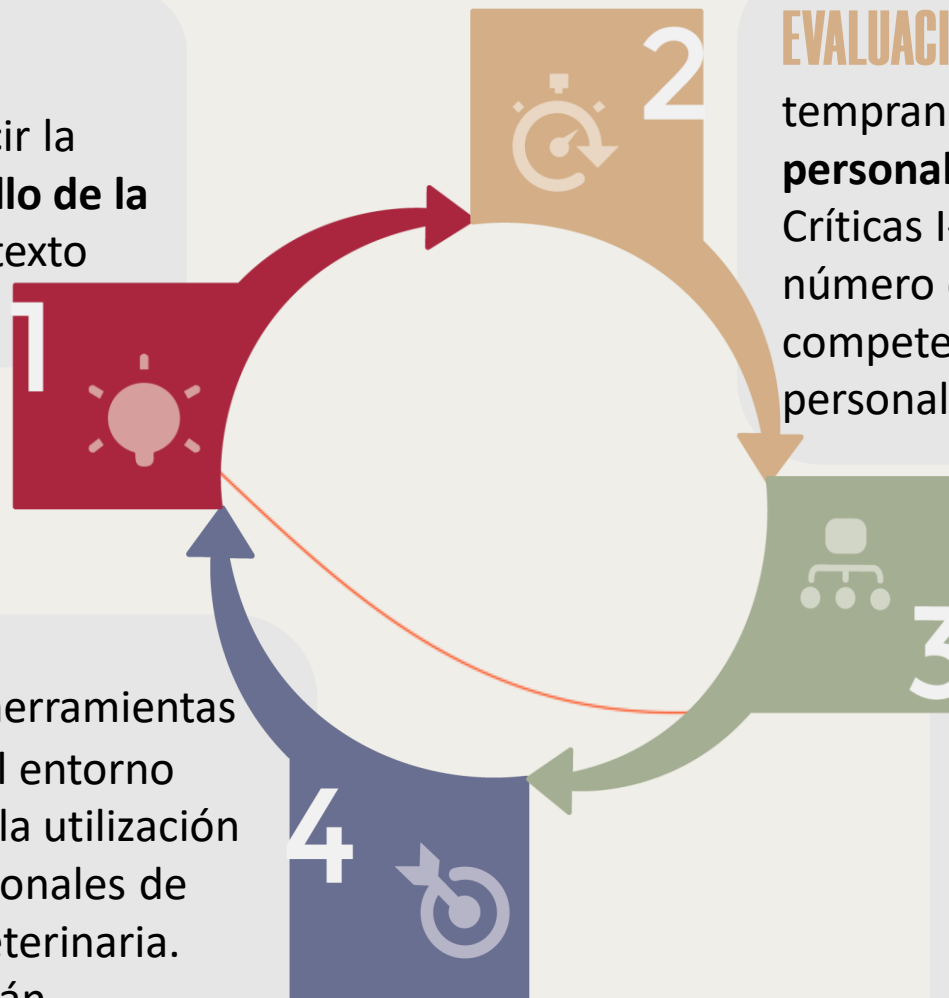 ir la
llo de la
texto
1
2
EVALUACI
tempran
personal
Críticas I-
número
compete
personal
3
herramientas
l entorno
la utilización
onales de
eterinaria.
án
4